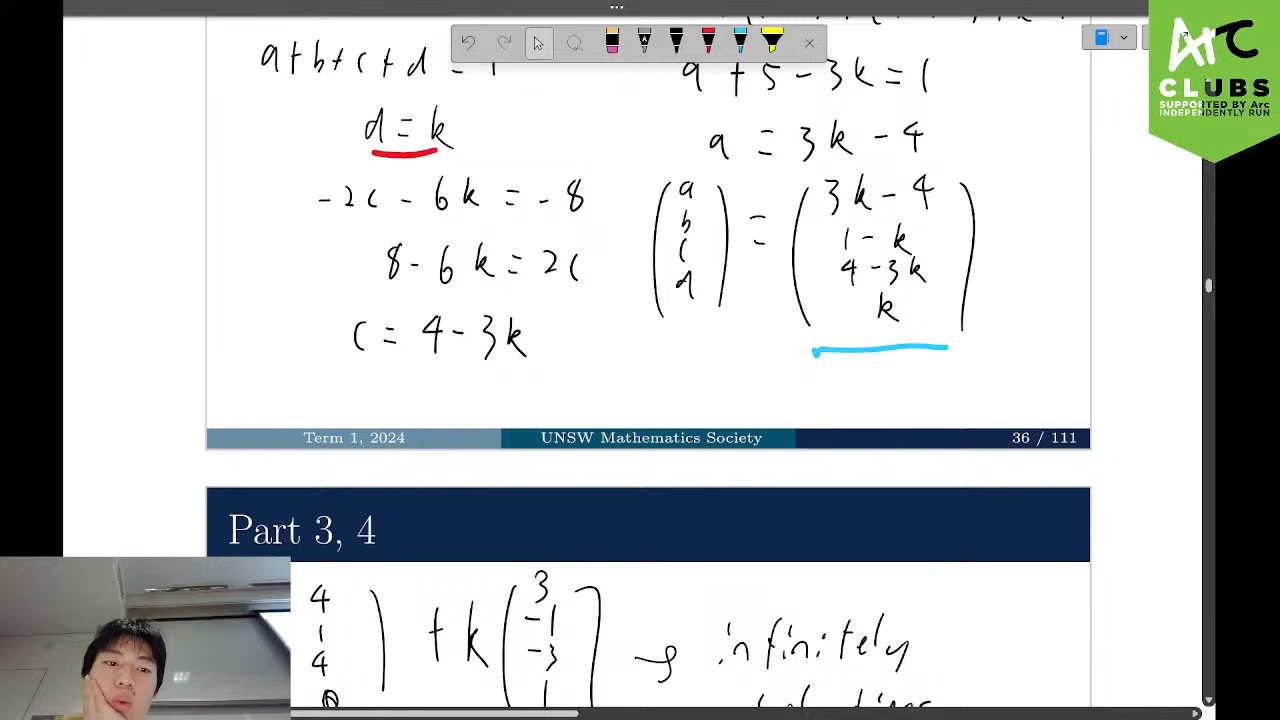 a+b+c+d = 1
d = k
-2c - 6k = -8
8 - 6k = 2c
c = 4 - 3k
a + 5 - 3k = 1
a = 3k - 4
a
b
c
d
=
3k - 4
1 - k
4 - 3k
k
Term 1, 2024
UNSW Mathematics Society
36 / 111
Part 3, 4
4
1
4
0
+ k
3
-1
-3
1
→ infinitely
Arc
CLUBS
SUPPORTED BY Arc
INDEPENDENTLY RUN